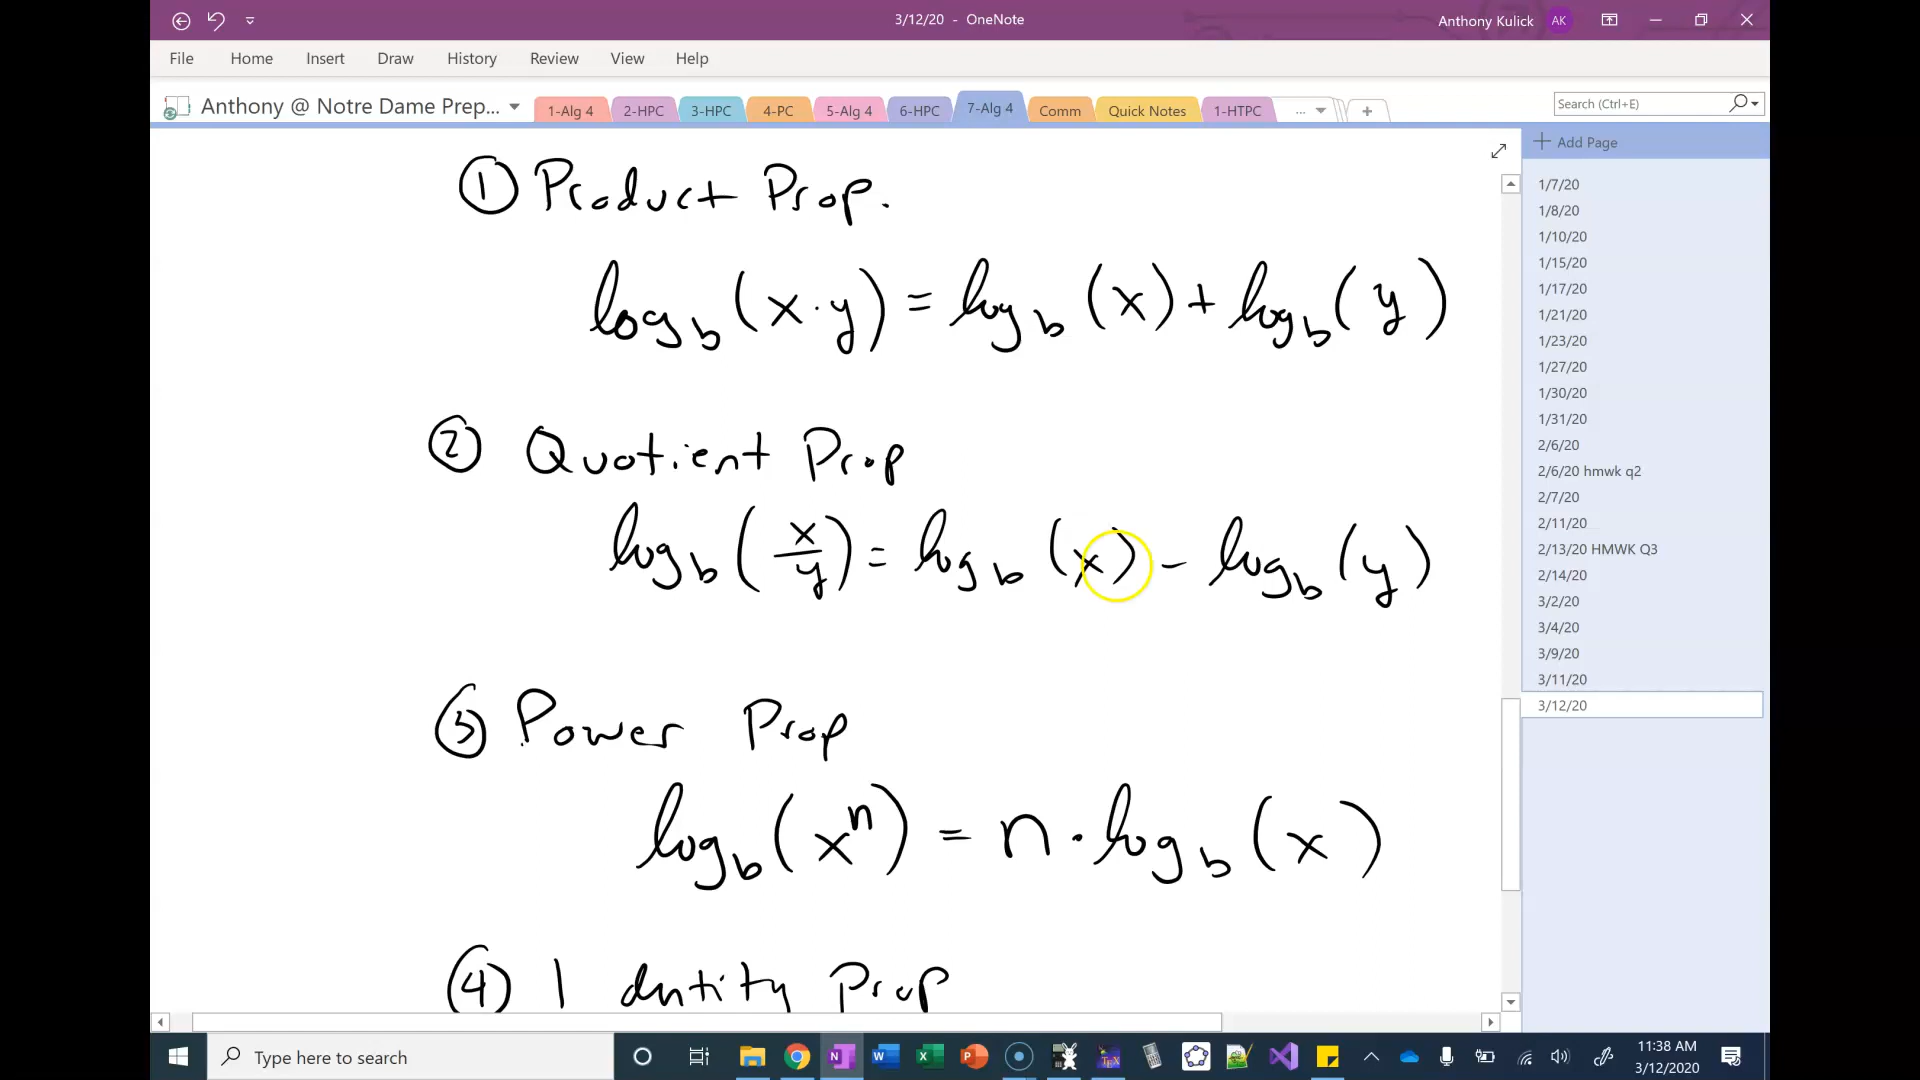 3/12/20 - OneNote
Anthony Kulick AK
File Home Insert Draw History Review View Help
Anthony @ Notre Dame Prep...
1-Alg 4 2-HPC 3-HPC 4-PC 5-Alg 4 6-HPC 7-Alg 4 Comm Quick Notes 1-HTPC ... +
Search (Ctrl+E)
Add Page
1/7/20
1/8/20
1/10/20
1/15/20
1/17/20
1/21/20
1/23/20
1/27/20
1/30/20
1/31/20
2/6/20
2/6/20 hmwk q2
2/7/20
2/11/20
2/13/20 HMWK Q3
2/14/20
3/2/20
3/4/20
3/9/20
3/11/20
3/12/20
① Product Prop.
log_b (x·y) = log_b (x) + log_b (y)
② Quotient Prop
log_b (x/y) = log_b (x) - log_b (y)
③ Power Prop
log_b (xⁿ) = n·log_b (x)
④ Identity Prop
Type here to search
11:38 AM
3/12/2020